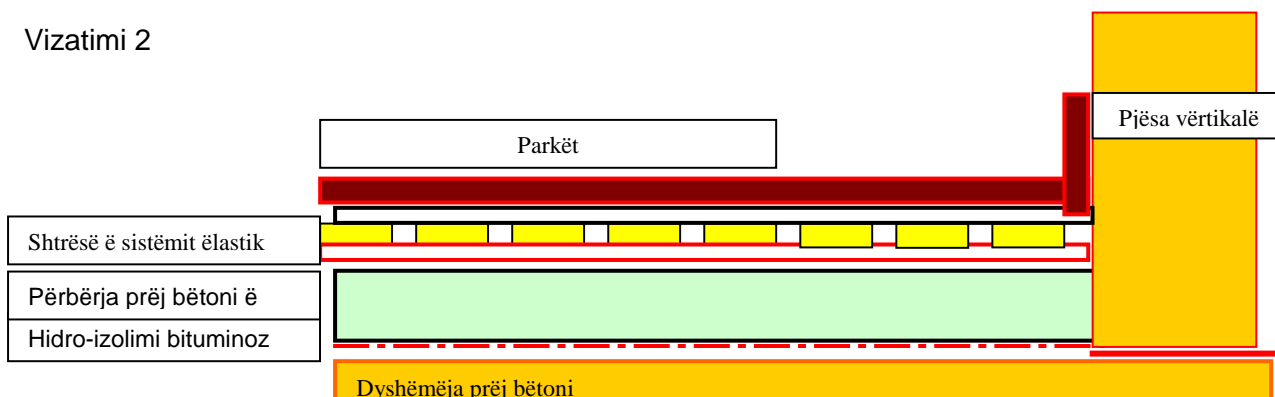 Vizatimi 2
Pjësa vërtikalë
Parkët
Shtrësë ë sistëmit ëlastik
Përbërja prëj bëtoni ë
Hidro-izolimi bituminoz
Dyshëmëja prëj bëtoni